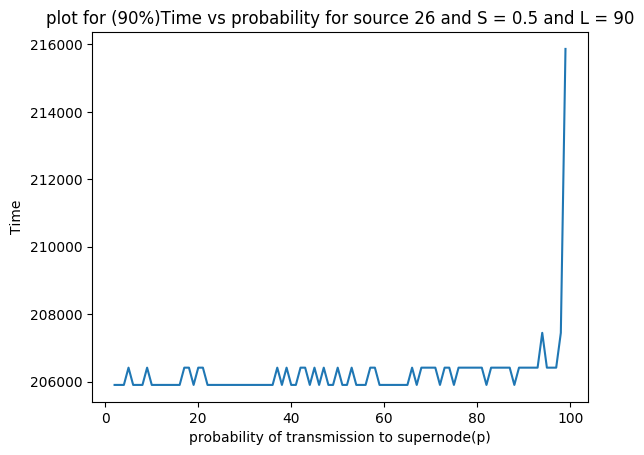 plot for (90%)Time vs probability for source 26 and S = 0.5 and L = 90
216000
214000
212000
210000
208000
206000
Time
0 20 40 60 80 100
probability of transmission to supernode(p)